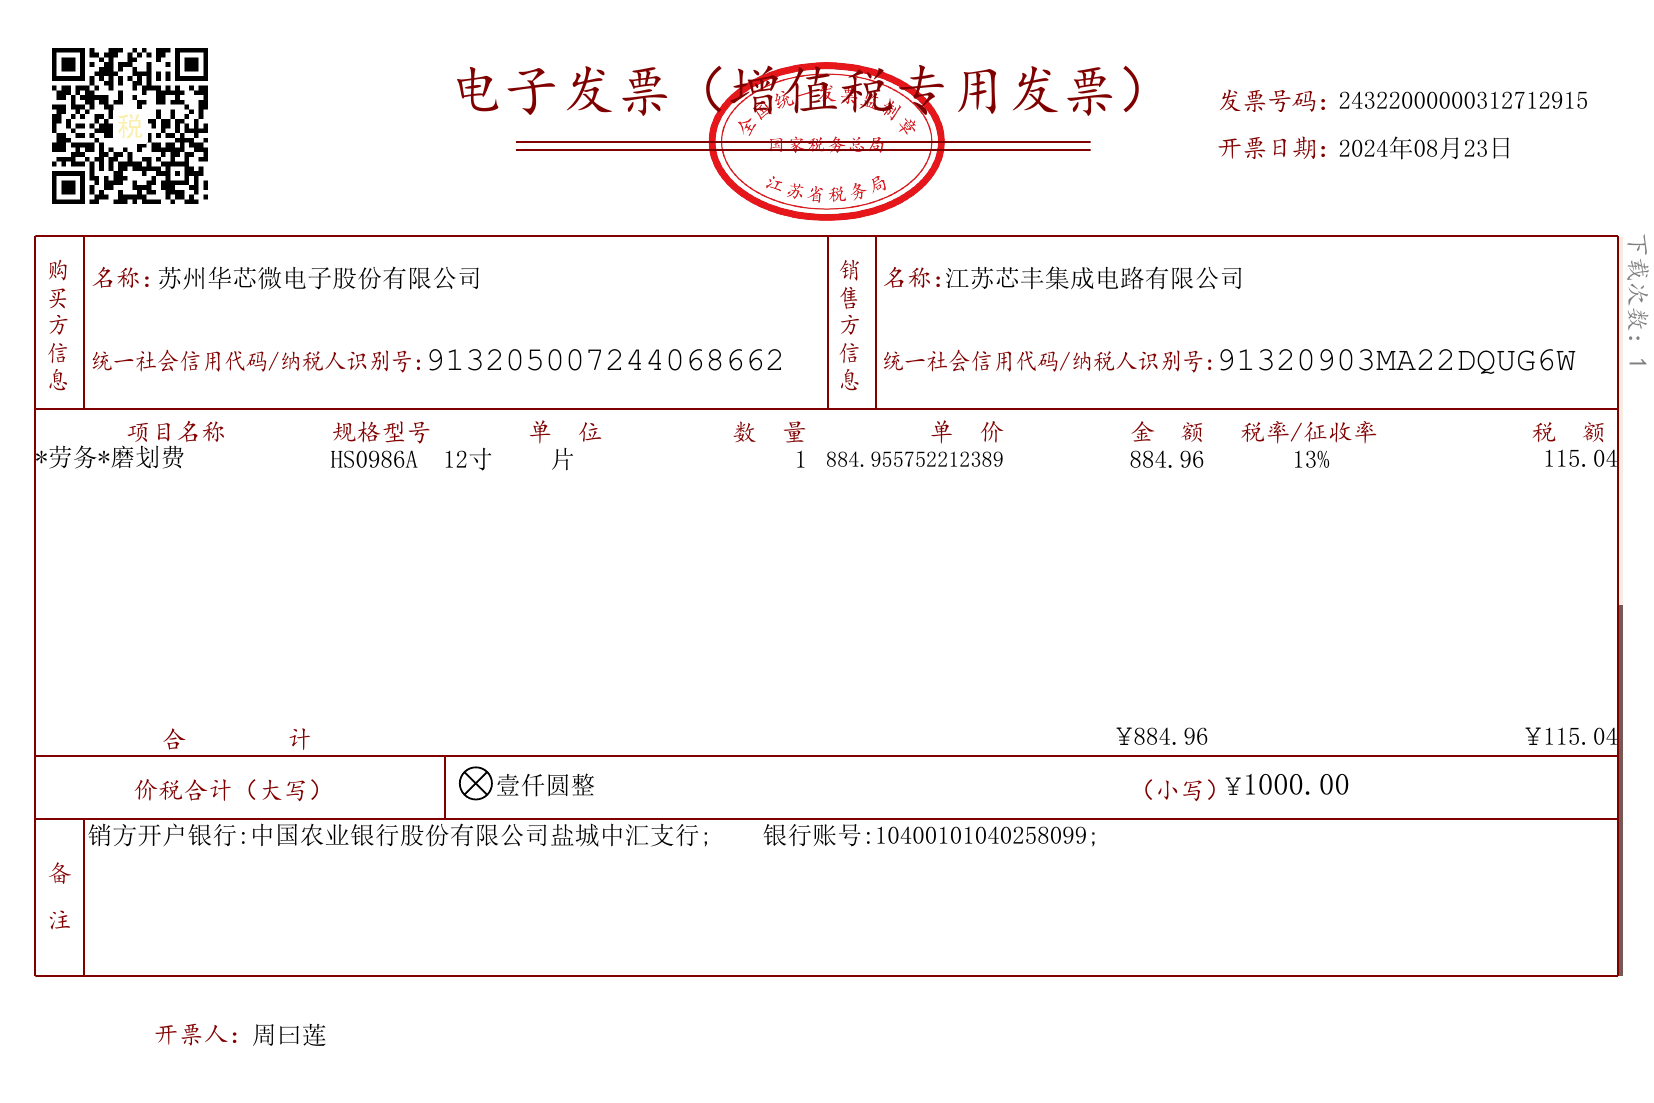 电子发票（增值税专用发票）
全国统一发票监制章
国家税务总局
江苏省税务局
税
发票号码：24322000000312712915
开票日期：2024年08月23日
下载次数：1
购买方信息
名称：苏州华芯微电子股份有限公司
统一社会信用代码/纳税人识别号：913205007244068662
销售方信息
名称：江苏芯丰集成电路有限公司
统一社会信用代码/纳税人识别号：91320903MA22DQUG6W
项目名称 规格型号 单 位 数 量 单 价 金 额 税率/征收率 税 额
*劳务*磨划费 HS0986A 12寸 片 1 884.955752212389 884.96 13% 115.04
合 计 ¥884.96 ¥115.04
价税合计（大写） ⊗壹仟圆整 （小写）¥1000.00
备注
销方开户银行:中国农业银行股份有限公司盐城中汇支行; 银行账号:10400101040258099;
开票人：周曰莲